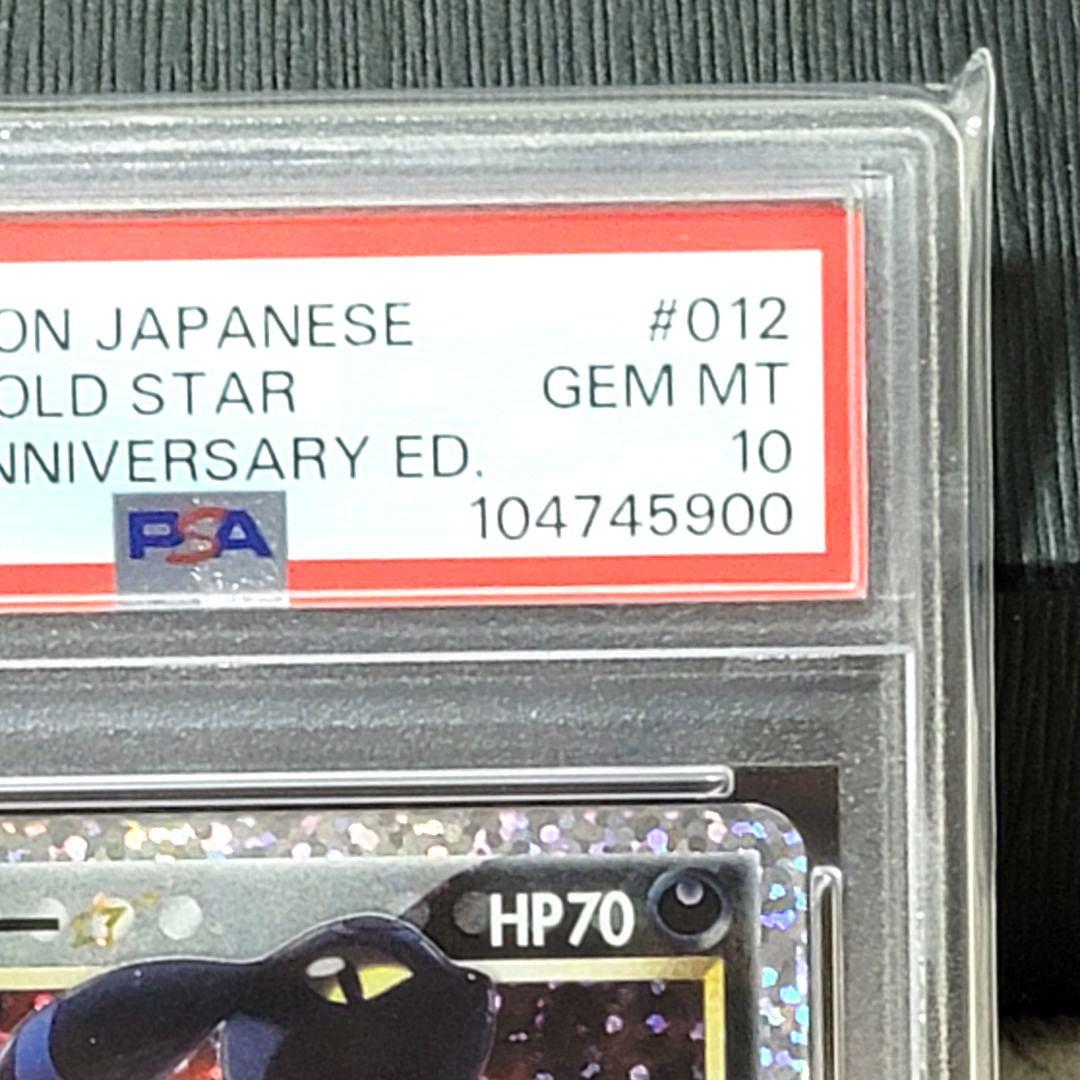 ON JAPANESE #012
OLD STAR GEM MT
NNIVERSARY ED. 10
PSA 104745900
HP70